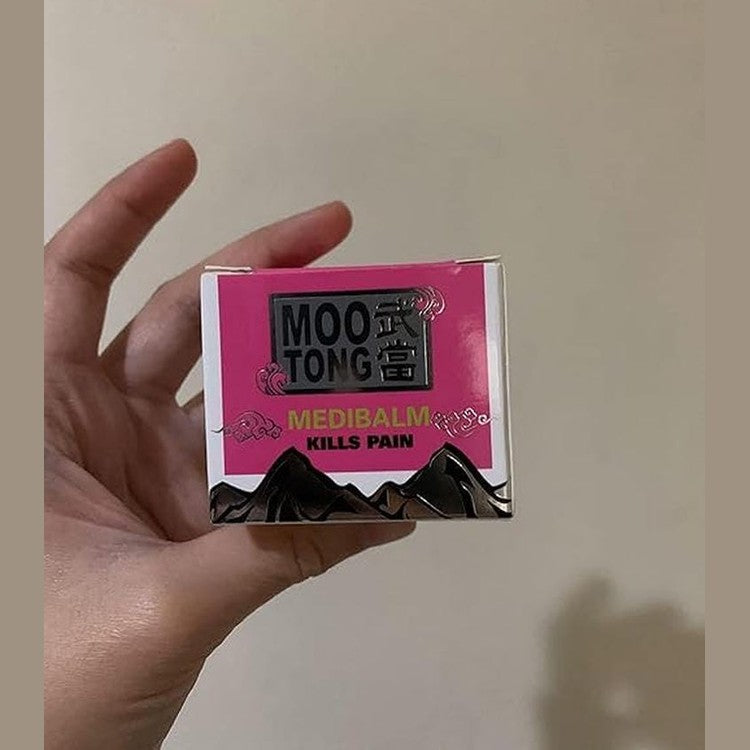 MOO 武
TONG 當
MEDIBALM
KILLS PAIN